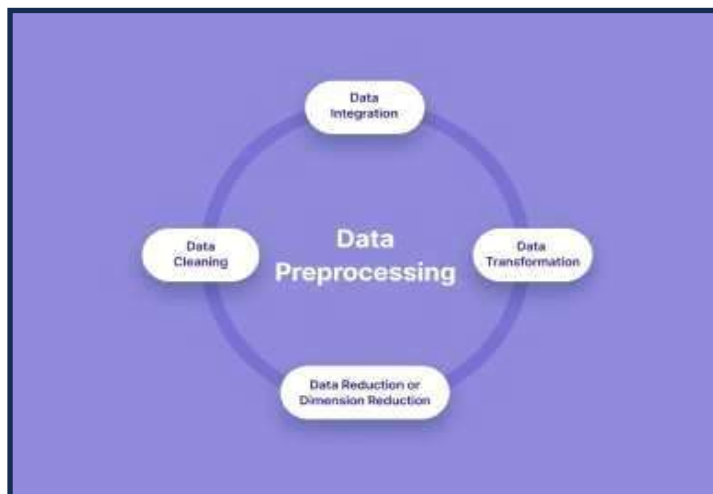 Data
Integration
Data
Cleaning
Data
Preprocessing
Data
Transformation
Data Reduction or
Dimension Reduction